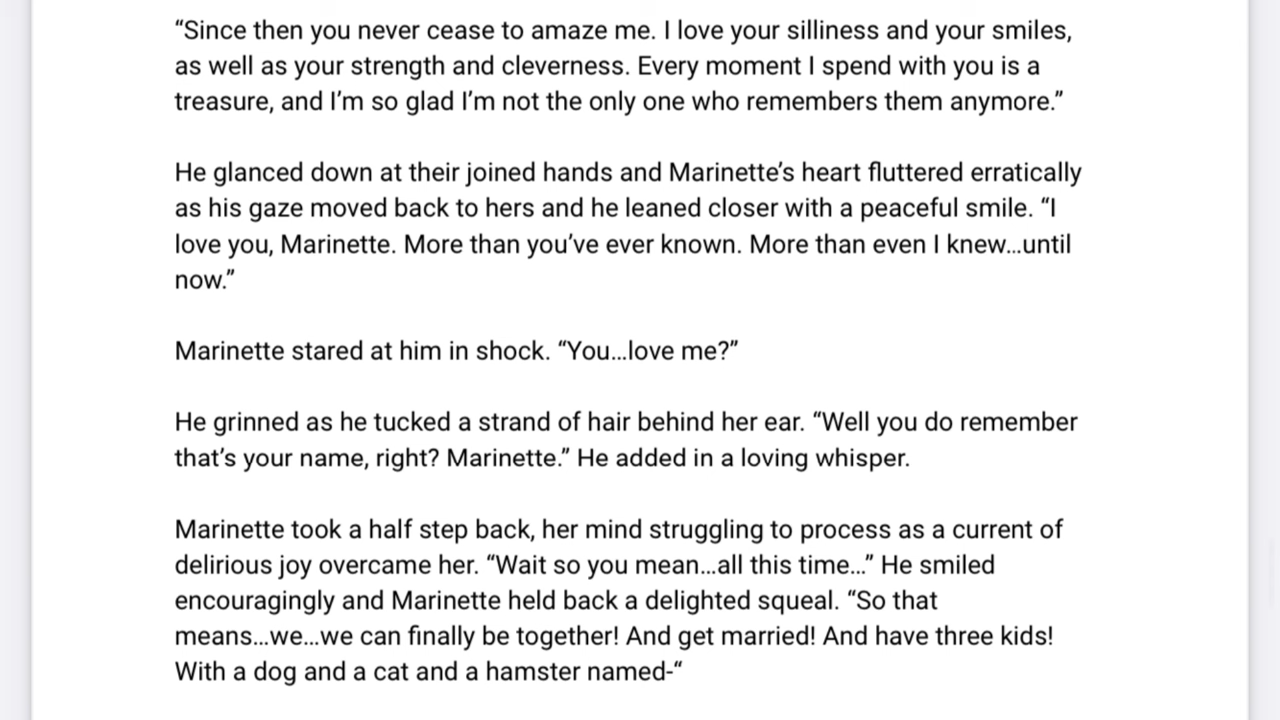 “Since then you never cease to amaze me. I love your silliness and your smiles,
as well as your strength and cleverness. Every moment I spend with you is a
treasure, and I’m so glad I’m not the only one who remembers them anymore.”
He glanced down at their joined hands and Marinette’s heart fluttered erratically
as his gaze moved back to hers and he leaned closer with a peaceful smile. “I
love you, Marinette. More than you’ve ever known. More than even I knew…until
now.”
Marinette stared at him in shock. “You…love me?”
He grinned as he tucked a strand of hair behind her ear. “Well you do remember
that’s your name, right? Marinette.” He added in a loving whisper.
Marinette took a half step back, her mind struggling to process as a current of
delirious joy overcame her. “Wait so you mean…all this time…” He smiled
encouragingly and Marinette held back a delighted squeal. “So that
means…we…we can finally be together! And get married! And have three kids!
With a dog and a cat and a hamster named-“